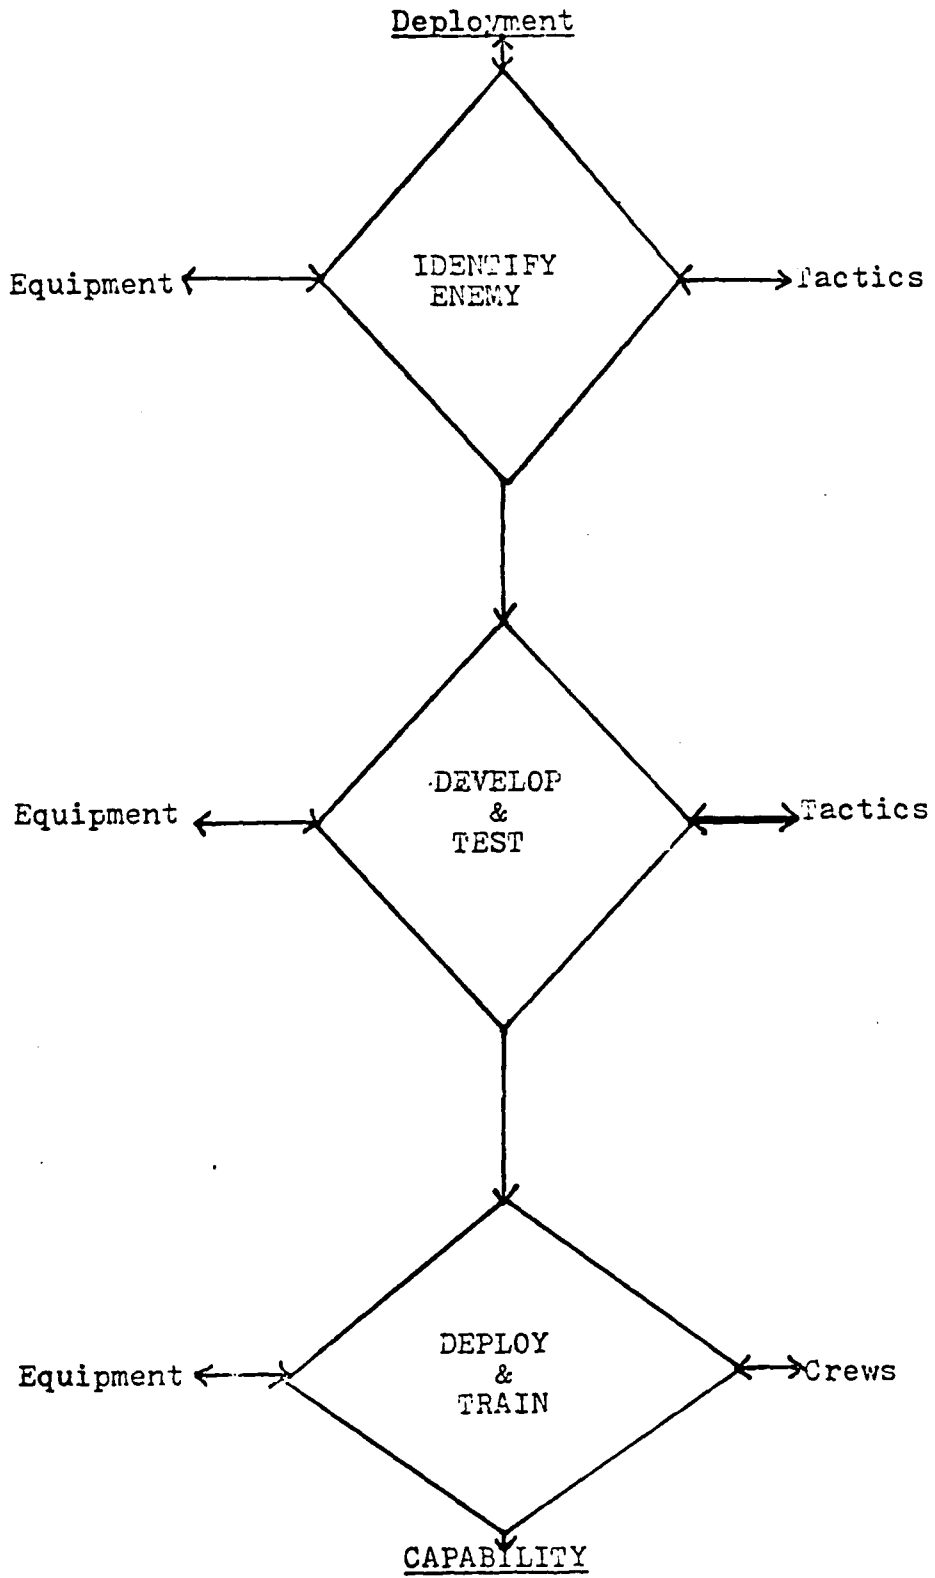 Deployment
IDENTIFY
Equipment
Tactics
ENEMY
DEVELOP
Equipment
&
Tactics
TEST
DEPLOY
Equipment
&
Crews
TRAIN
CAPABILITY